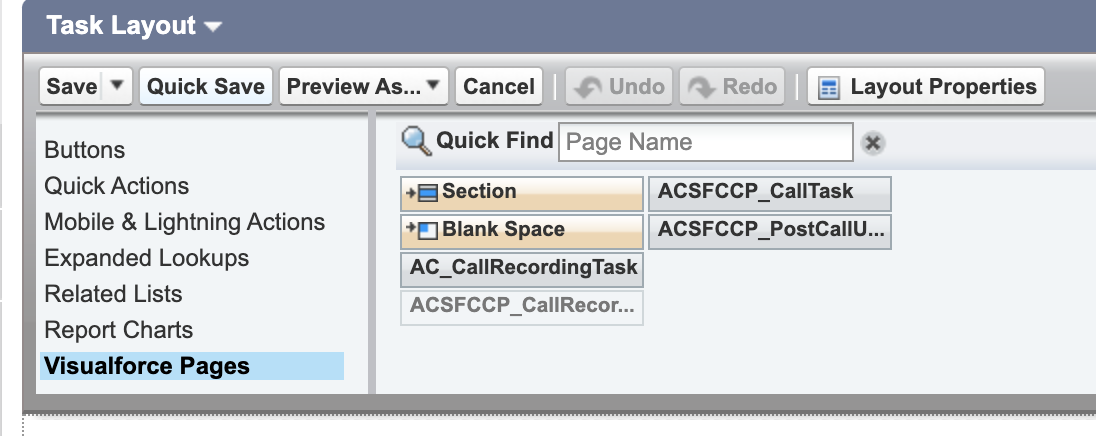 Task Layout
Save Quick Save Preview As... Cancel Undo Redo Layout Properties
Buttons
Quick Actions
Mobile & Lightning Actions
Expanded Lookups
Related Lists
Report Charts
Visualforce Pages
Quick Find Page Name
Section ACSFCCP_CallTask
Blank Space ACSFCCP_PostCallU...
AC_CallRecordingTask
ACSFCCP_CallRecor...